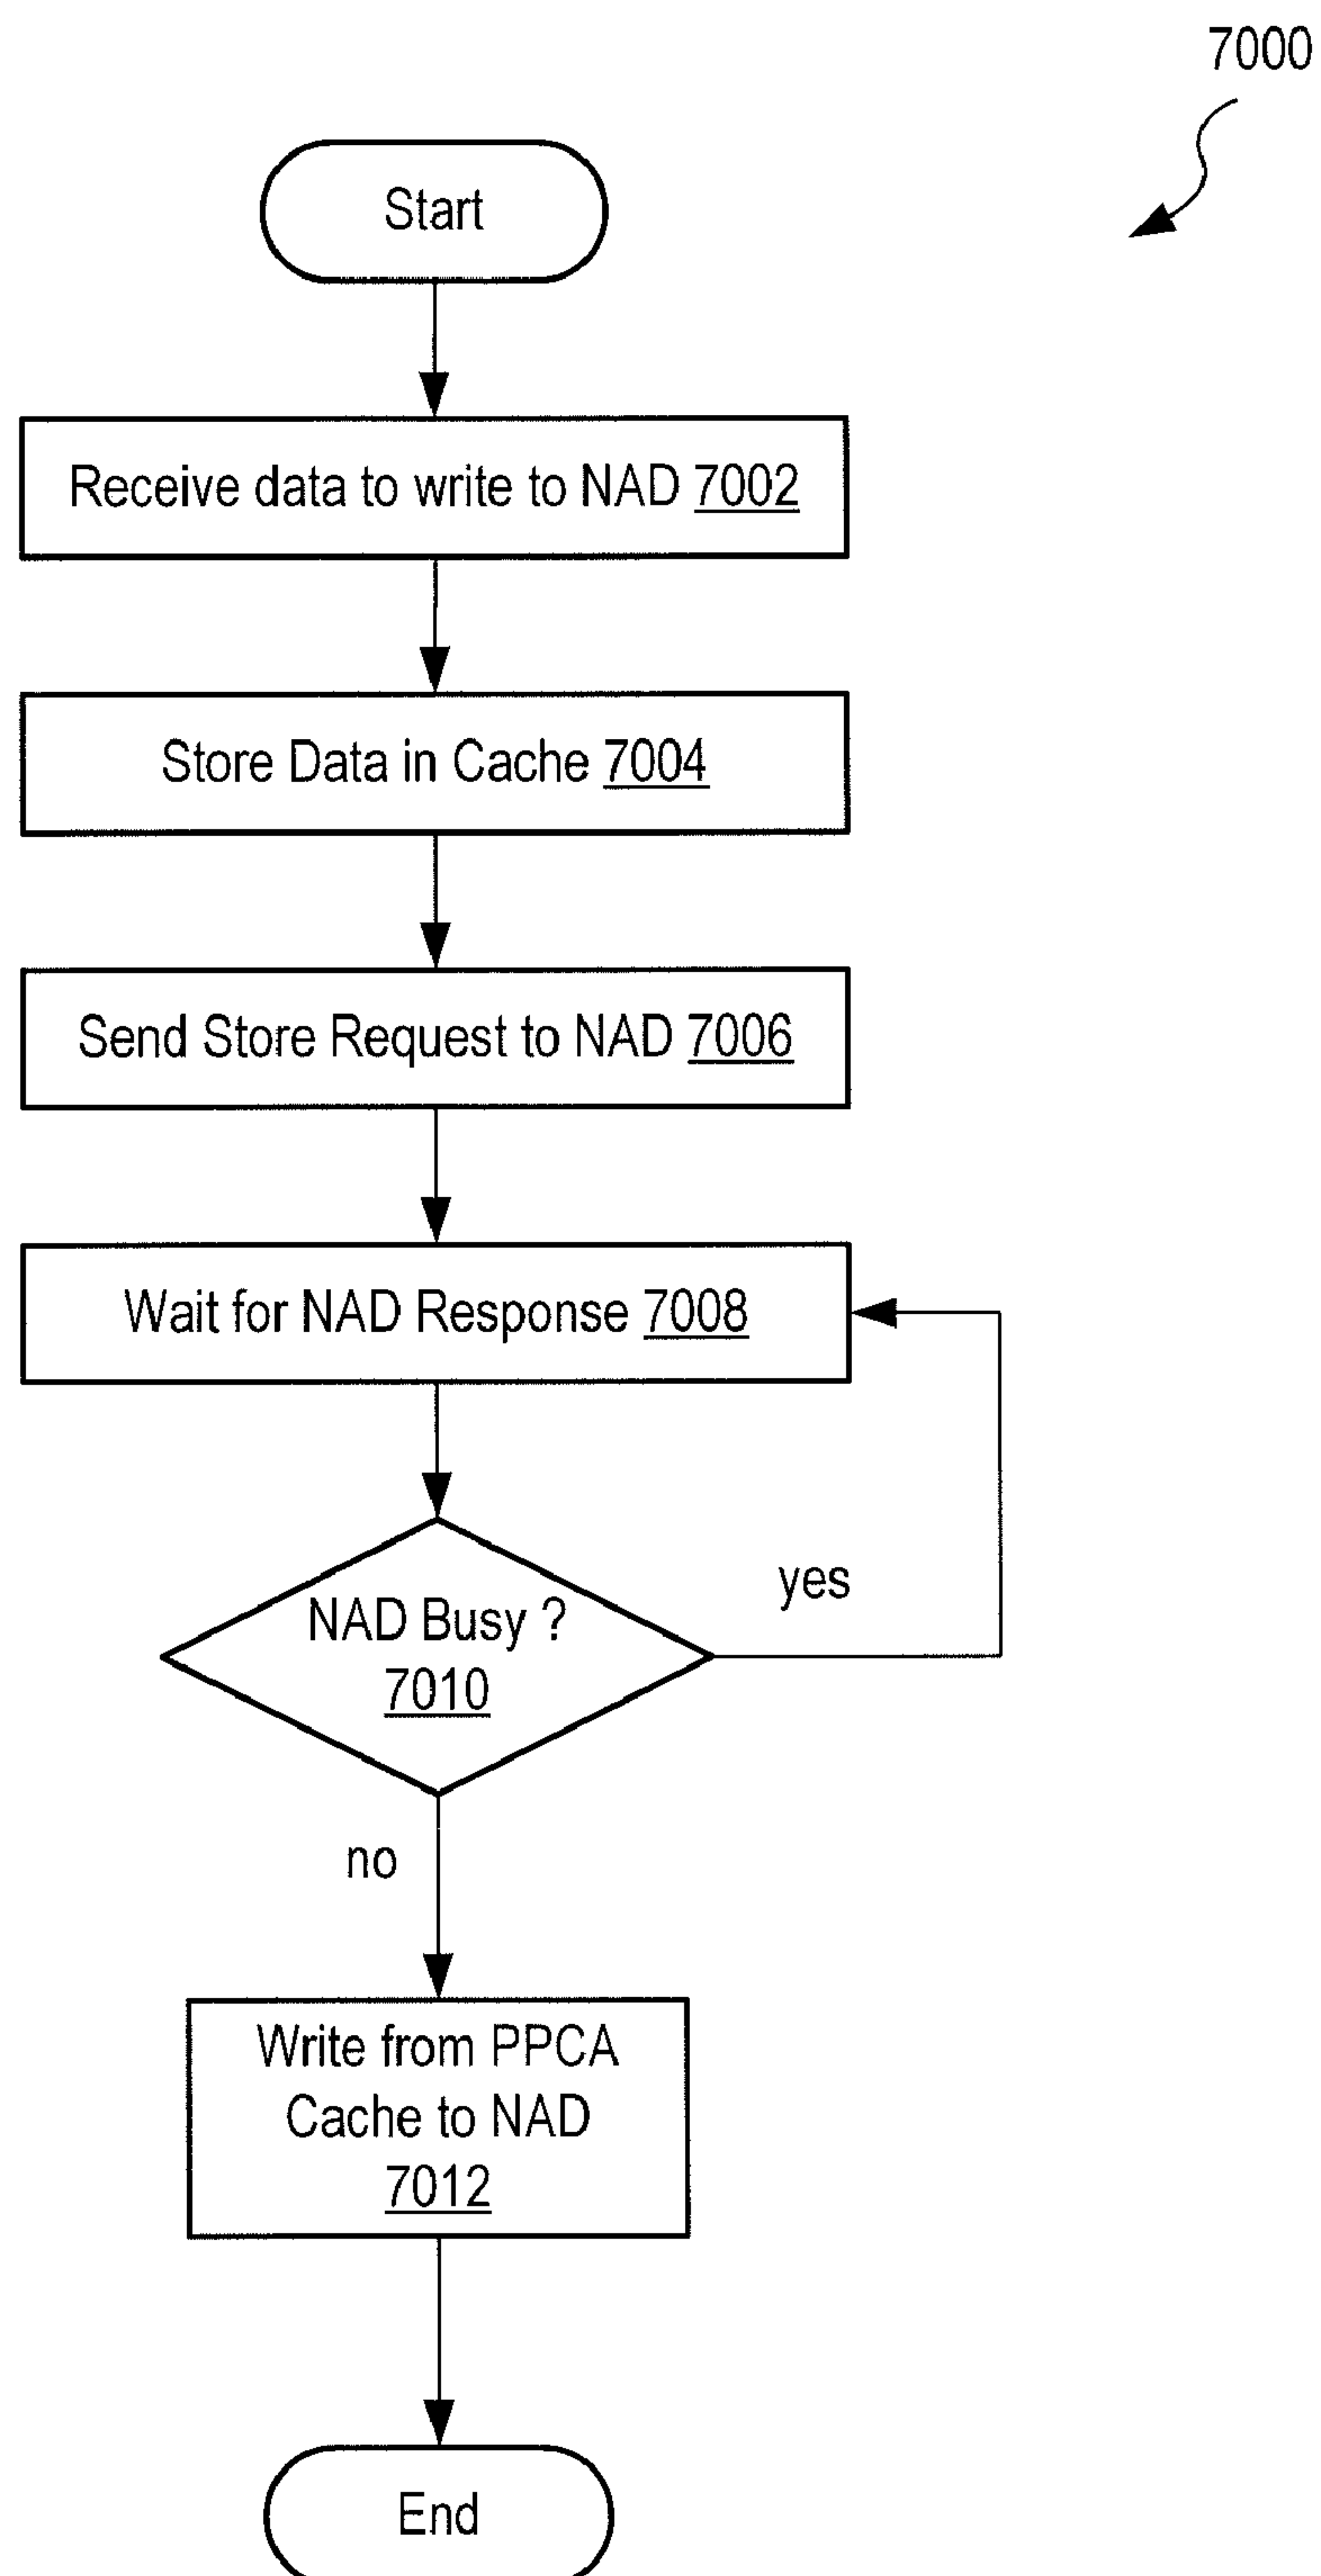 7000
Start
Receive data to write to NAD 7002
Store Data in Cache 7004
Send Store Request to NAD 7006
Wait for NAD Response 7008
NAD Busy ?
7010
yes
no
Write from PPCA
Cache to NAD
7012
End